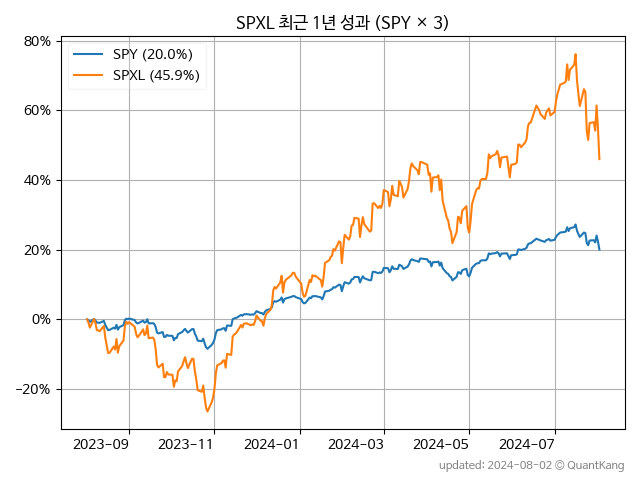 SPXL 최근 1년 성과 (SPY × 3)
80%
SPY (20.0%)
SPXL (45.9%)
60%
40%
20%
0%
−20%
2023−09 2023−11 2024−01 2024−03 2024−05 2024−07
updated: 2024−08−02 © QuantKang